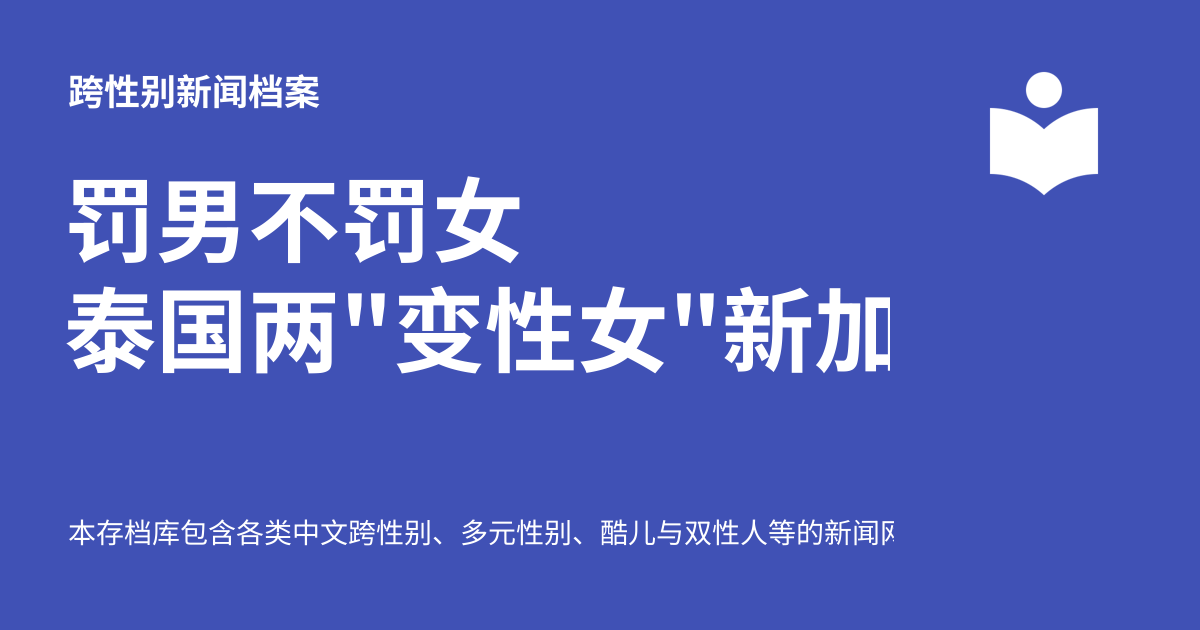 跨性别新闻档案
罚男不罚女
泰国两"变性女"新加
本存档库包含各类中文跨性别、多元性别、酷儿与双性人等的新闻网